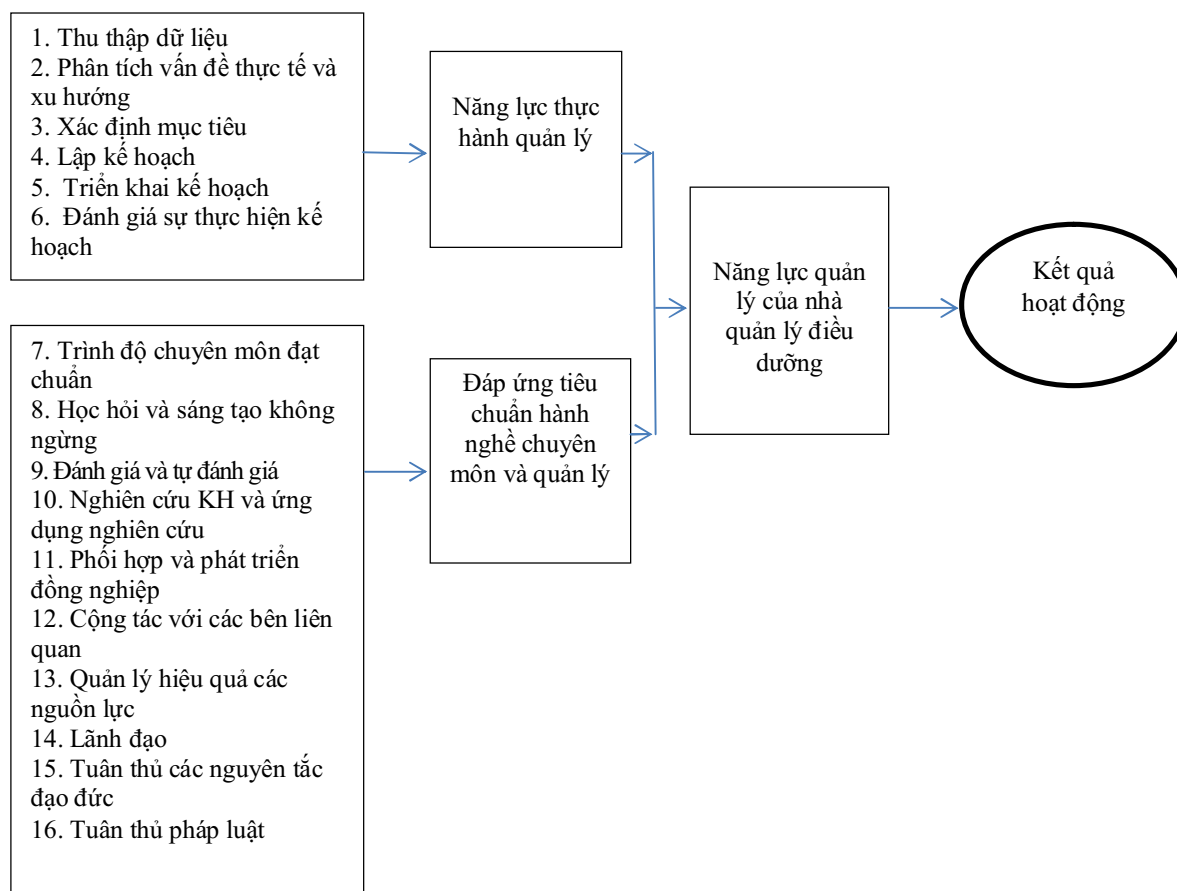 1. Thu thập dữ liệu
2. Phân tích vấn đề thực tế và
xu hướng
3. Xác định mục tiêu
4. Lập kế hoạch
5. Triển khai kế hoạch
6. Đánh giá sự thực hiện kế
hoạch
Năng lực thực
hành quản lý
7. Trình độ chuyên môn đạt
chuẩn
8. Học hỏi và sáng tạo không
ngừng
9. Đánh giá và tự đánh giá
10. Nghiên cứu KH và ứng
dụng nghiên cứu
11. Phối hợp và phát triển
đồng nghiệp
12. Cộng tác với các bên liên
quan
13. Quản lý hiệu quả các
nguồn lực
14. Lãnh đạo
15. Tuân thủ các nguyên tắc
đạo đức
16. Tuân thủ pháp luật
Đáp ứng tiêu
chuẩn hành
nghề chuyên
môn và quản lý
Năng lực quản
lý của nhà
quản lý điều
dưỡng
Kết quả
hoạt động